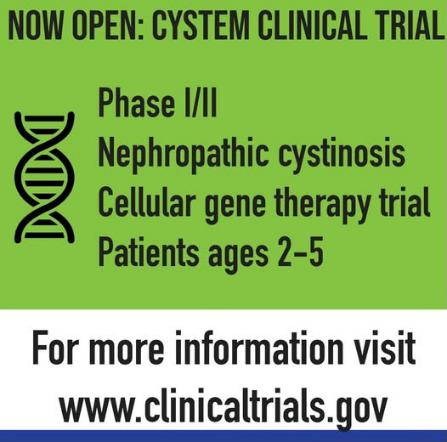 NOW OPEN: CYSTEM CLINICAL TRIAL
Phase I/II
Nephropathic cystinosis
Cellular gene therapy trial
Patients ages 2-5
For more information visit
www.clinicaltrials.gov